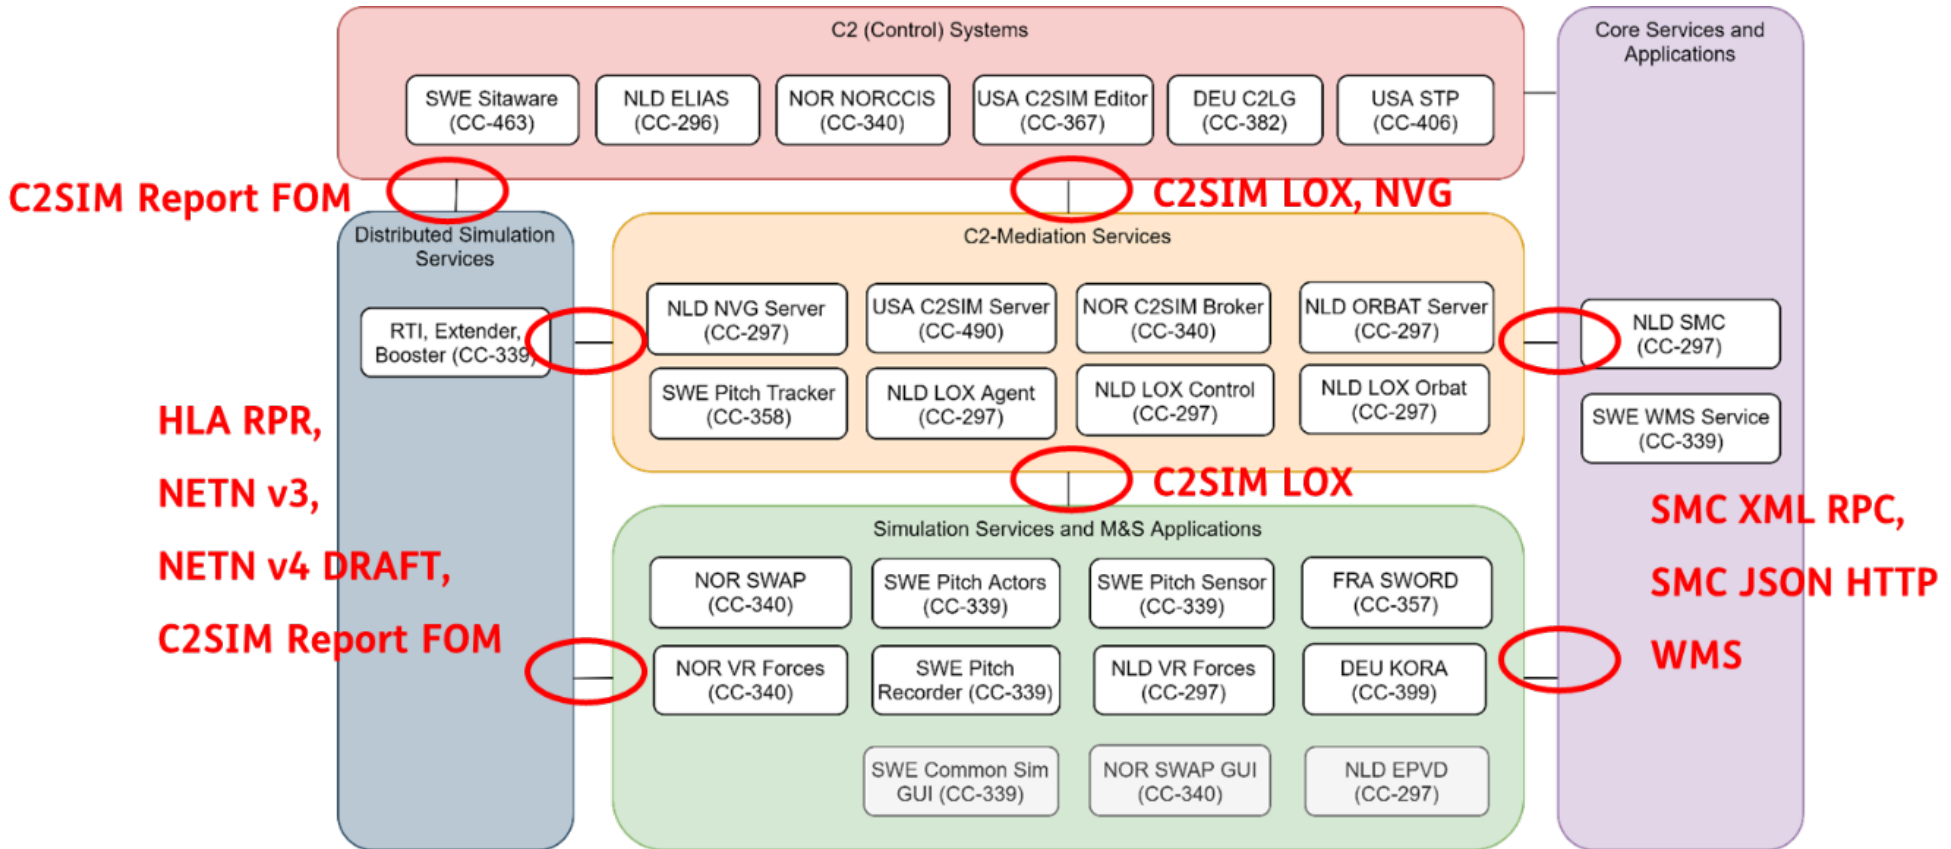 C2 (Control) Systems
SWE Sitaware
(CC-463)
NLD ELIAS
(CC-296)
NOR NORCCIS
(CC-340)
USA C2SIM Editor
(CC-367)
DEU C2LG
(CC-382)
USA STP
(CC-406)
Core Services and
Applications
C2SIM Report FOM
C2SIM LOX, NVG
Distributed Simulation
Services
RTI, Extender,
Booster (CC-339)
C2-Mediation Services
NLD NVG Server
(CC-297)
USA C2SIM Server
(CC-490)
NOR C2SIM Broker
(CC-340)
NLD ORBAT Server
(CC-297)
SWE Pitch Tracker
(CC-358)
NLD LOX Agent
(CC-297)
NLD LOX Control
(CC-297)
NLD LOX Orbat
(CC-297)
NLD SMC
(CC-297)
SWE WMS Service
(CC-339)
HLA RPR,
NETN v3,
NETN v4 DRAFT,
C2SIM Report FOM
C2SIM LOX
Simulation Services and M&S Applications
NOR SWAP
(CC-340)
SWE Pitch Actors
(CC-339)
SWE Pitch Sensor
(CC-339)
FRA SWORD
(CC-357)
NOR VR Forces
(CC-340)
SWE Pitch
Recorder (CC-339)
NLD VR Forces
(CC-297)
DEU KORA
(CC-399)
SWE Common Sim
GUI (CC-339)
NOR SWAP GUI
(CC-340)
NLD EPVD
(CC-297)
SMC XML RPC,
SMC JSON HTTP
WMS